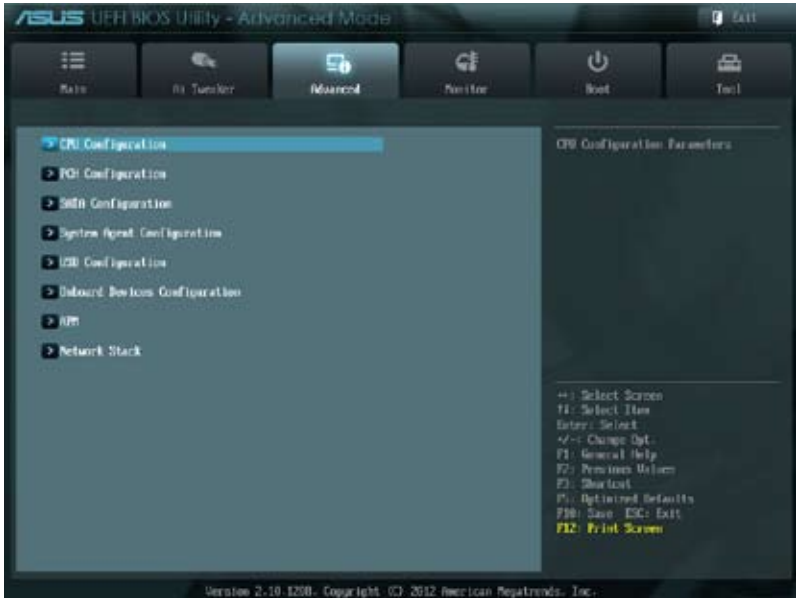 ASUS UEFI BIOS Utility - Advanced Mode
Exit
Main
Ai Tweaker
Advanced
Monitor
Boot
Tool
CPU Configuration
PCH Configuration
SATA Configuration
System Agent Configuration
USB Configuration
Onboard Devices Configuration
APM
Network Stack
CPU Configuration Parameters
→←: Select Screen
↑↓: Select Item
Enter: Select
+/-: Change Opt.
F1: General Help
F2: Previous Values
F3: Shortcut
F5: Optimized Defaults
F10: Save ESC: Exit
F12: Print Screen
Version 2.10.1208. Copyright (C) 2012 American Megatrends, Inc.